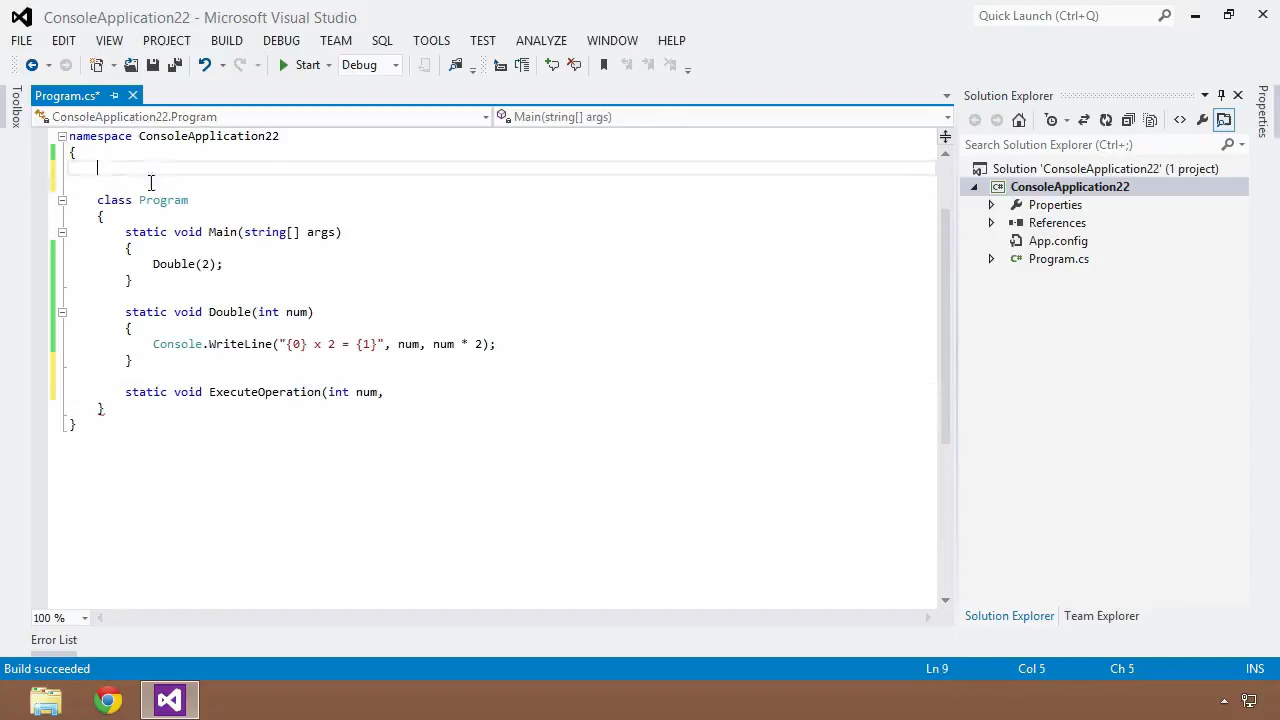 ConsoleApplication22 - Microsoft Visual Studio
Quick Launch (Ctrl+Q)
FILE EDIT VIEW PROJECT BUILD DEBUG TEAM SQL TOOLS TEST ANALYZE WINDOW HELP
Start Debug
Toolbox
Program.cs*
ConsoleApplication22.Program
Main(string[] args)
namespace ConsoleApplication22
{
class Program
{
static void Main(string[] args)
{
Double(2);
}
static void Double(int num)
{
Console.WriteLine("{0} x 2 = {1}", num, num * 2);
}
static void ExecuteOperation(int num,
}
}
100 %
Error List
Solution Explorer
Search Solution Explorer (Ctrl+;)
Solution 'ConsoleApplication22' (1 project)
C# ConsoleApplication22
Properties
References
App.config
C# Program.cs
Solution Explorer Team Explorer
Properties
Build succeeded
Ln 9 Col 5 Ch 5 INS